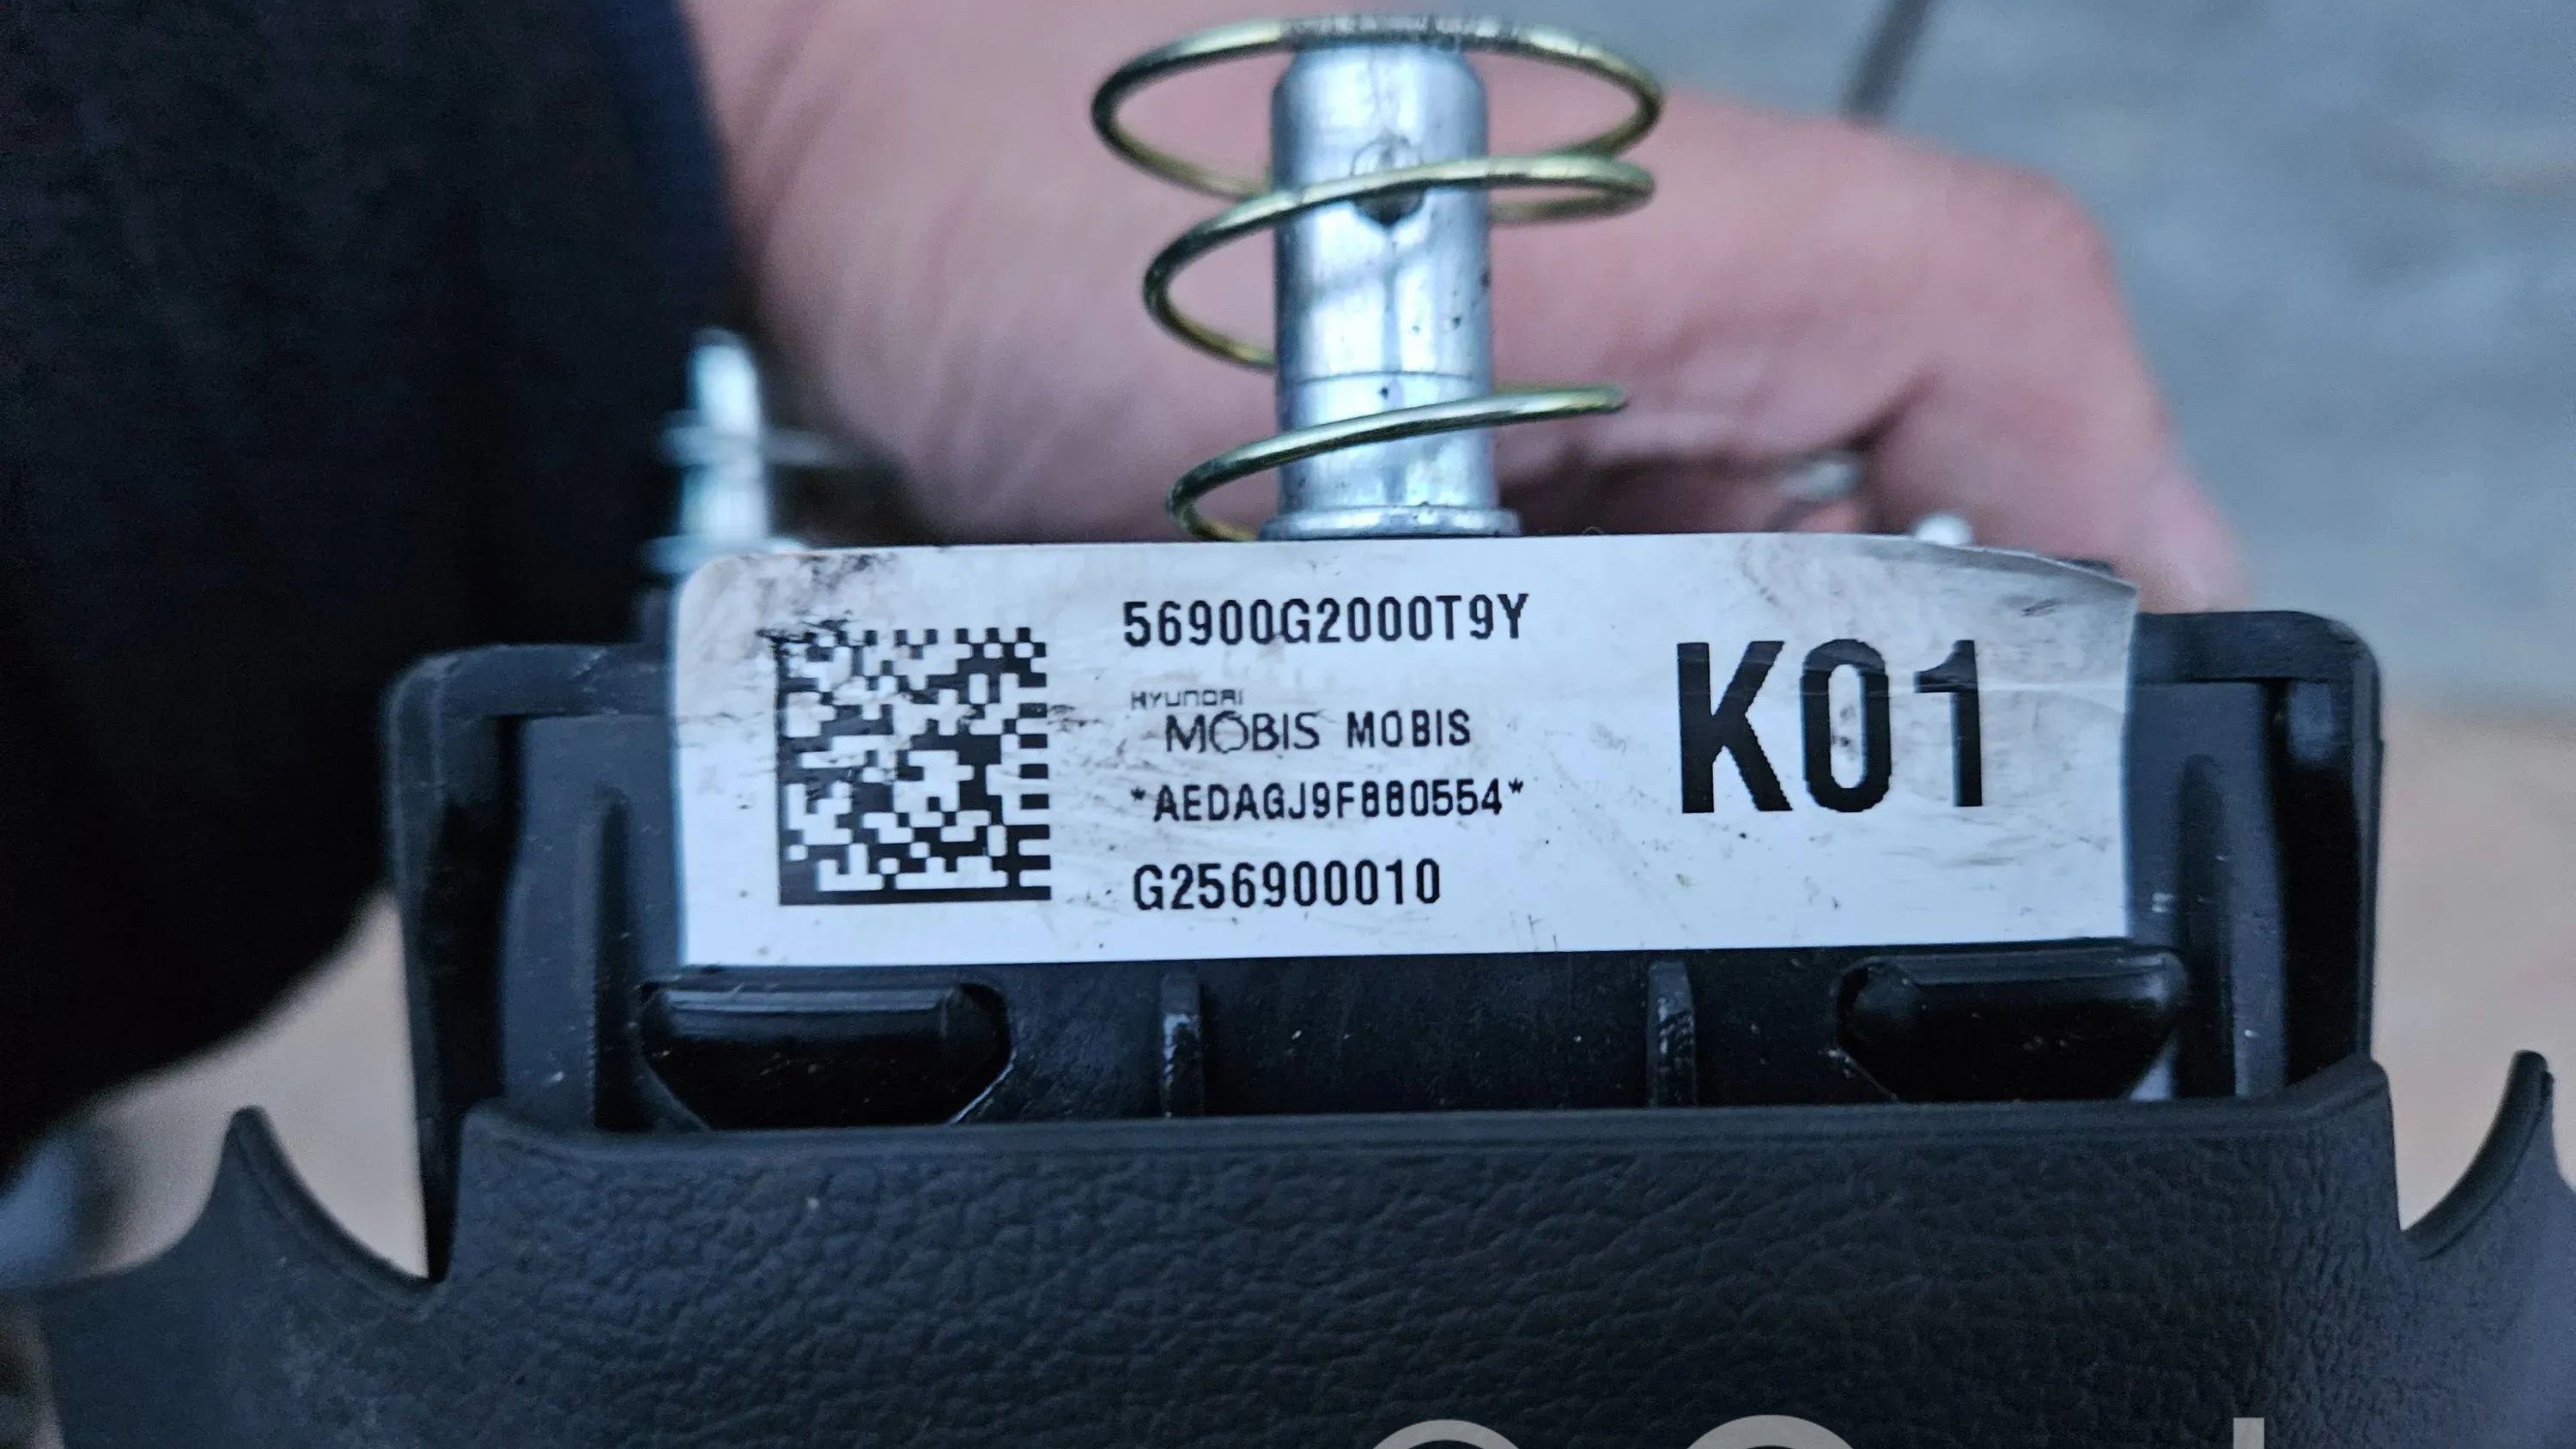 56900G2000T9Y
HYUNDAI
MOBIS MOBIS
*AEDAGJ9F880554*
G256900010
K01